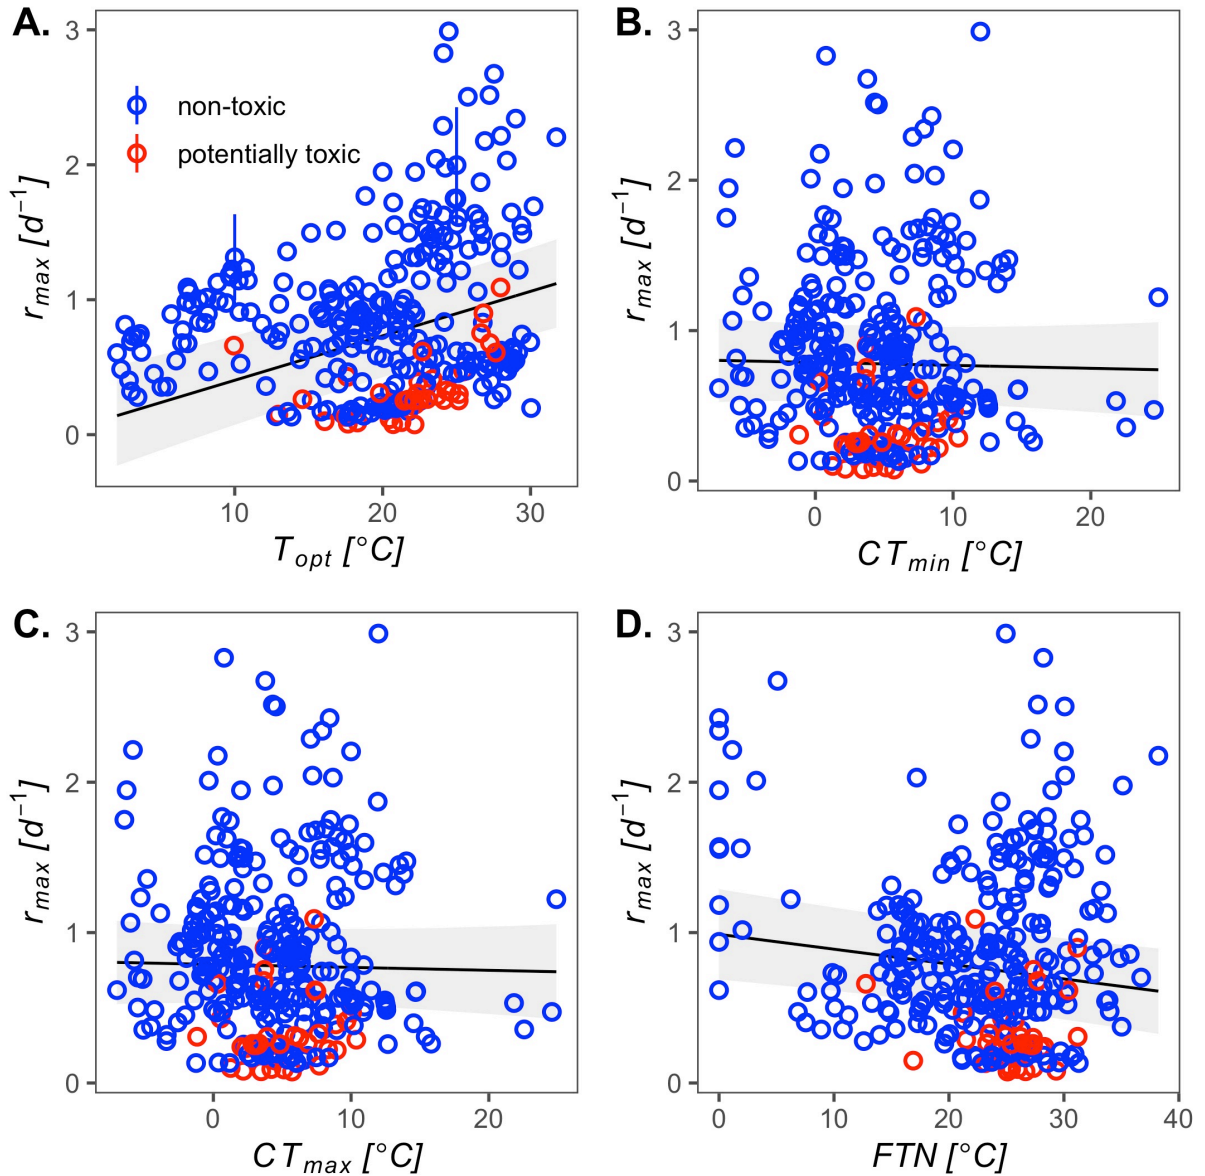 A.
3
2
1
0
r_max [d^−1]
non-toxic
potentially toxic
10 20 30
T_opt [°C]
B.
3
2
1
0
r_max [d^−1]
0 10 20
CT_min [°C]
C.
3
2
1
0
r_max [d^−1]
0 10 20
CT_max [°C]
D.
3
2
1
0
r_max [d^−1]
0 10 20 30 40
FTN [°C]